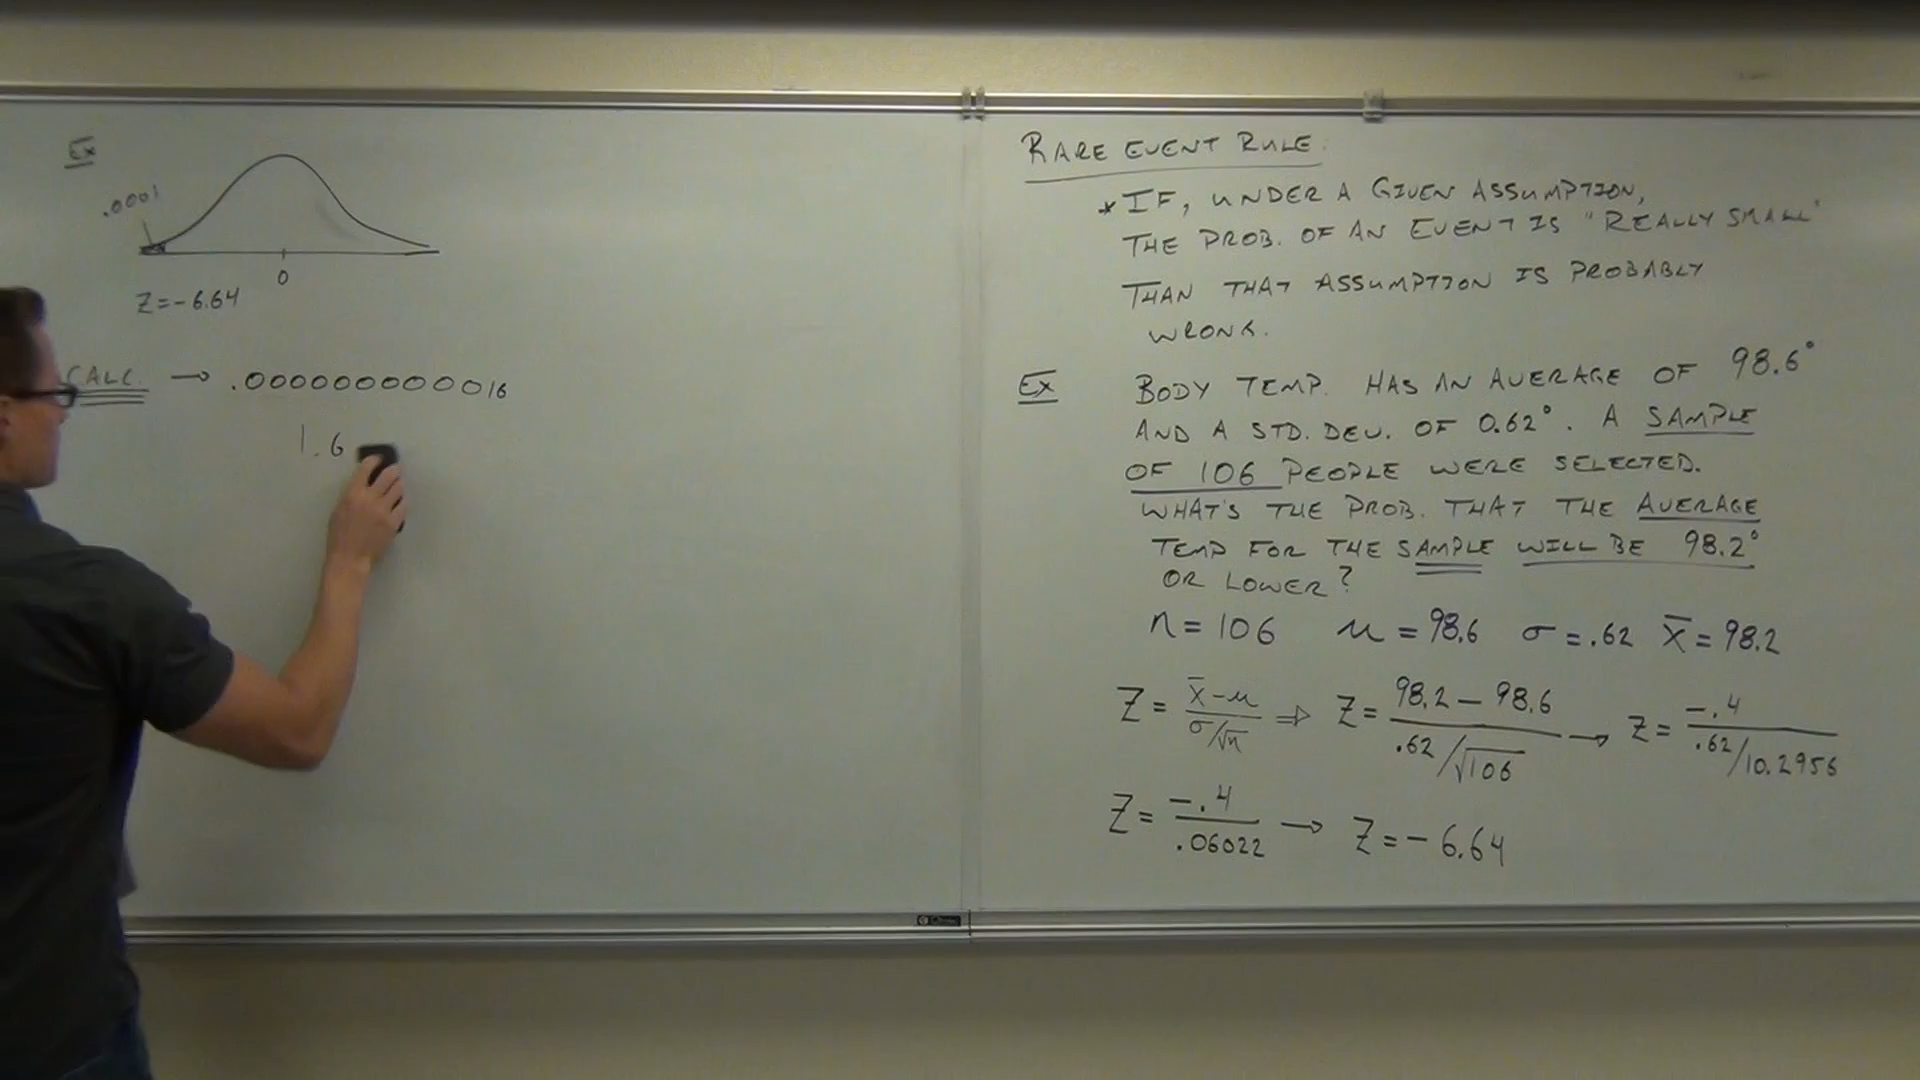 Ex
.0001
0
Z = -6.64
CALC. → .0000000000016
1.6
RARE EVENT RULE:
* IF, UNDER A GIVEN ASSUMPTION,
THE PROB. OF AN EVENT IS "REALLY SMALL"
THAN THAT ASSUMPTION IS PROBABLY
WRONG.
Ex BODY TEMP. HAS AN AVERAGE OF 98.6°
AND A STD. DEV. OF 0.62°. A SAMPLE
OF 106 PEOPLE WERE SELECTED.
WHAT'S THE PROB. THAT THE AVERAGE
TEMP FOR THE SAMPLE WILL BE 98.2°
OR LOWER?
n = 106 μ = 98.6 σ = .62 x̄ = 98.2
Z = x̄ - μ / σ/√n ⇒ Z = 98.2 - 98.6 / .62/√106 → Z = -.4 / .62/10.2956
Z = -.4 / .06022 → Z = -6.64